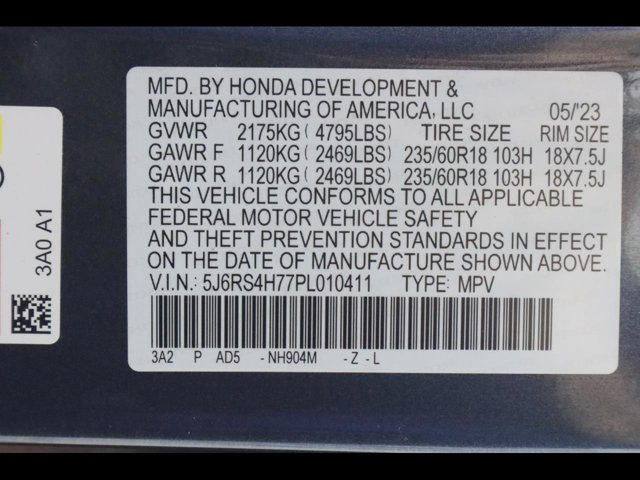 MFD. BY HONDA DEVELOPMENT &
MANUFACTURING OF AMERICA, LLC 05/'23
GVWR 2175KG ( 4795LBS) TIRE SIZE RIM SIZE
GAWR F 1120KG ( 2469LBS) 235/60R18 103H 18X7.5J
GAWR R 1120KG ( 2469LBS) 235/60R18 103H 18X7.5J
THIS VEHICLE CONFORMS TO ALL APPLICABLE
FEDERAL MOTOR VEHICLE SAFETY
AND THEFT PREVENTION STANDARDS IN EFFECT
ON THE DATE OF MANUFACTURE SHOWN ABOVE.
V.I.N.: 5J6RS4H77PL010411 TYPE: MPV
3A2 P AD5 -NH904M -Z -L
3A0 A1